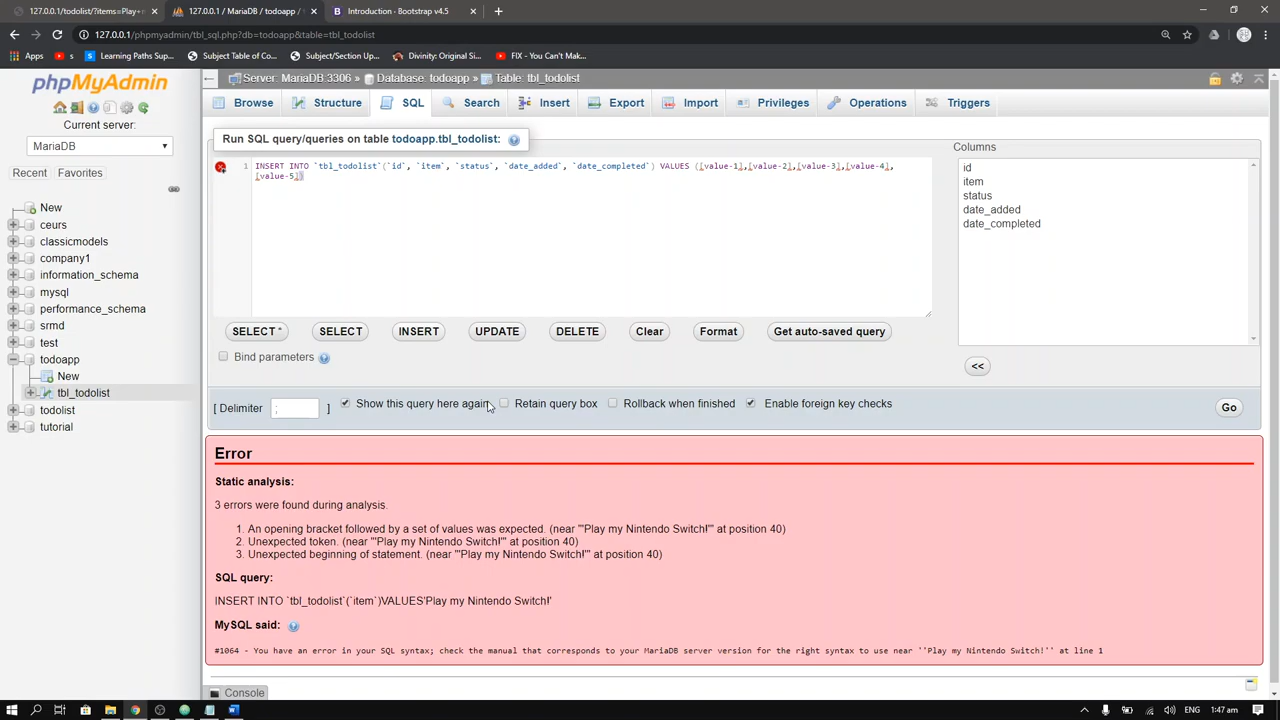 127.0.0.1/todolist/?items=Play+
127.0.0.1 / MariaDB / todoapp / t
Introduction - Bootstrap v4.5
127.0.0.1/phpmyadmin/tbl_sql.php?db=todoapp&table=tbl_todolist
Apps
s
Learning Paths Sup...
Subject Table of Co...
Subject/Section Up...
Divinity: Original Si...
FIX - You Can't Mak...
phpMyAdmin
Current server:
MariaDB
Recent Favorites
New
ceurs
classicmodels
company1
information_schema
mysql
performance_schema
srmd
test
todoapp
New
tbl_todolist
todolist
tutorial
Server: MariaDB 3306 » Database: todoapp » Table: tbl_todolist
Browse Structure SQL Search Insert Export Import Privileges Operations Triggers
Run SQL query/queries on table todoapp.tbl_todolist:
1 INSERT INTO `tbl_todolist`(`id`, `item`, `status`, `date_added`, `date_completed`) VALUES ([value-1],[value-2],[value-3],[value-4],
[value-5])
Columns
id
item
status
date_added
date_completed
SELECT * SELECT INSERT UPDATE DELETE Clear Format Get auto-saved query
<<
Bind parameters
[ Delimiter ; ] Show this query here again Retain query box Rollback when finished Enable foreign key checks Go
Error
Static analysis:
3 errors were found during analysis.
1. An opening bracket followed by a set of values was expected. (near "'Play my Nintendo Switch!'" at position 40)
2. Unexpected token. (near "'Play my Nintendo Switch!'" at position 40)
3. Unexpected beginning of statement. (near "'Play my Nintendo Switch!'" at position 40)
SQL query:
INSERT INTO `tbl_todolist`(`item`)VALUES'Play my Nintendo Switch!'
MySQL said:
#1064 - You have an error in your SQL syntax; check the manual that corresponds to your MariaDB server version for the right syntax to use near ''Play my Nintendo Switch!'' at line 1
Console
1:47 am